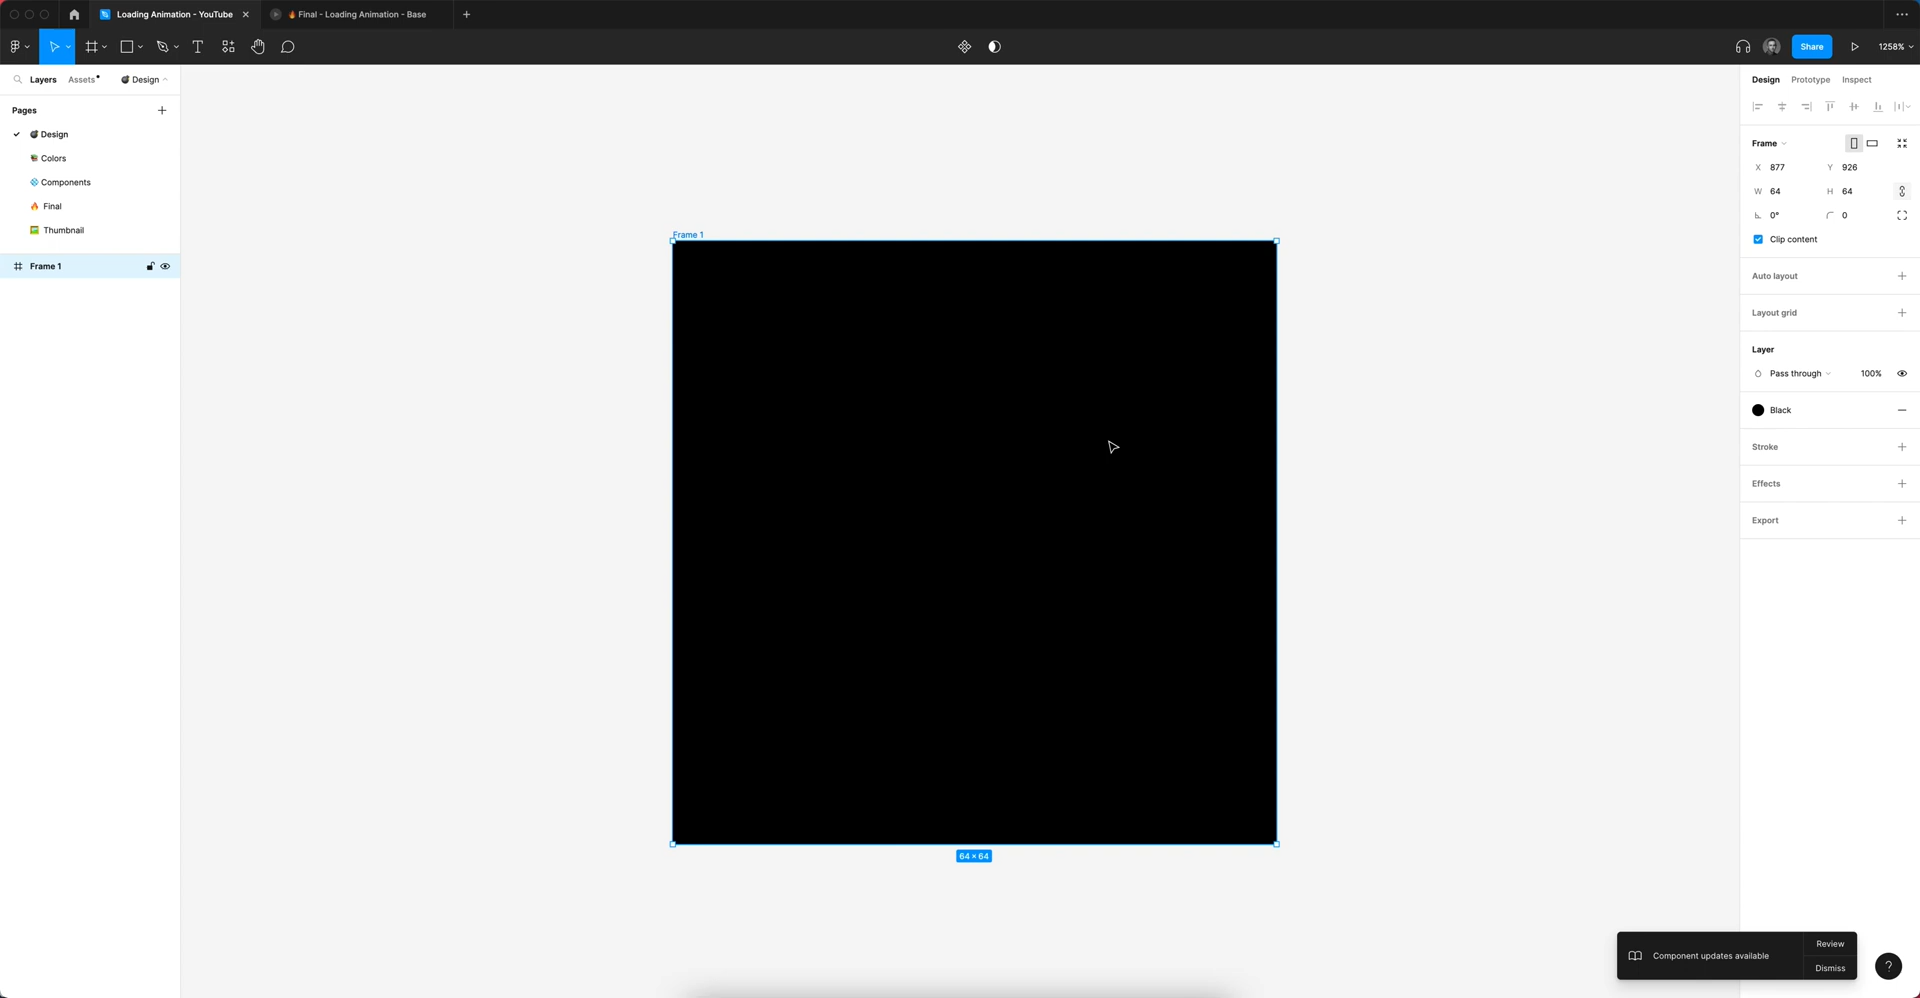 Loading Animation - YouTube
Final - Loading Animation - Base
Share
1258%
Layers
Assets
Design
Pages
Design
Colors
Components
Final
Thumbnail
Frame 1
Frame 1
64 × 64
Design
Prototype
Inspect
Frame
X 877
Y 926
W 64
H 64
0°
0
Clip content
Auto layout
Layout grid
Layer
Pass through
100%
Black
Stroke
Effects
Export
Component updates available
Review
Dismiss
?